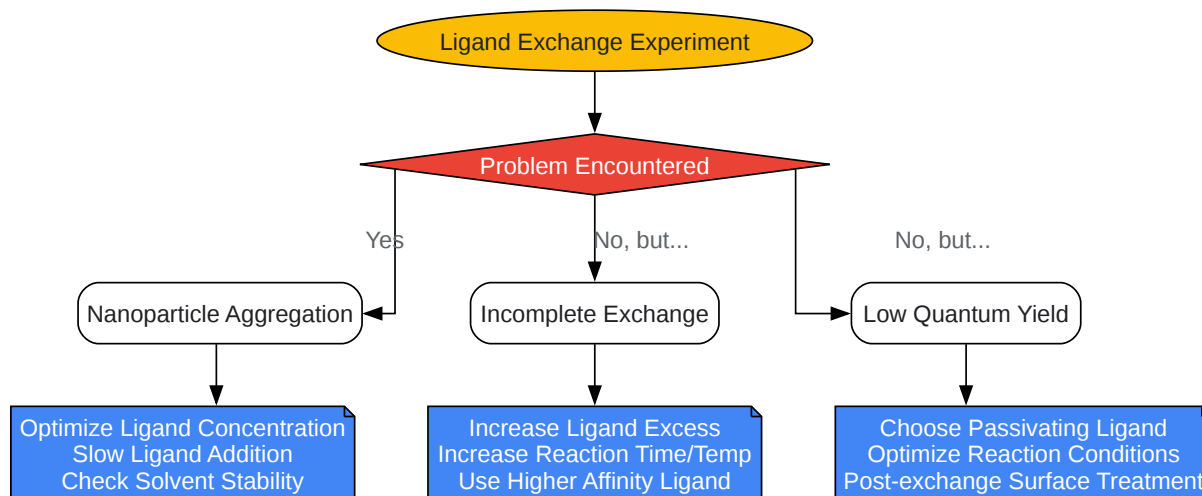 Ligand Exchange Experiment
Problem Encountered
Yes
No, but...
No, but...
Nanoparticle Aggregation
Incomplete Exchange
Low Quantum Yield
Optimize Ligand Concentration
Slow Ligand Addition
Check Solvent Stability
Increase Ligand Excess
Increase Reaction Time/Temp
Use Higher Affinity Ligand
Choose Passivating Ligand
Optimize Reaction Conditions
Post-exchange Surface Treatment